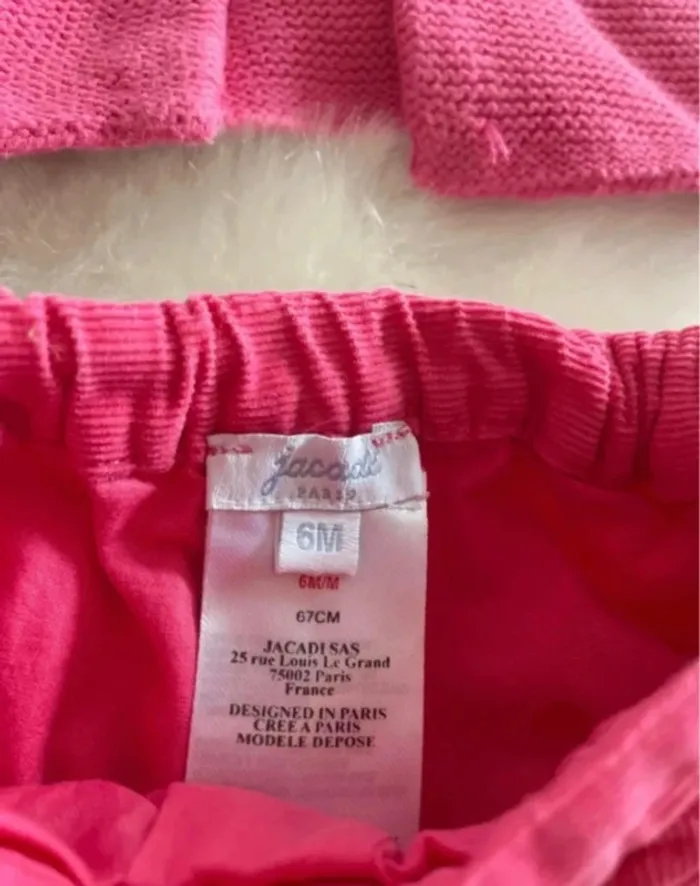 jacadi
PARIS
6M
6M/M
67CM
JACADI SAS
25 rue Louis Le Grand
75002 Paris
France
DESIGNED IN PARIS
CREE A PARIS
MODELE DEPOSE